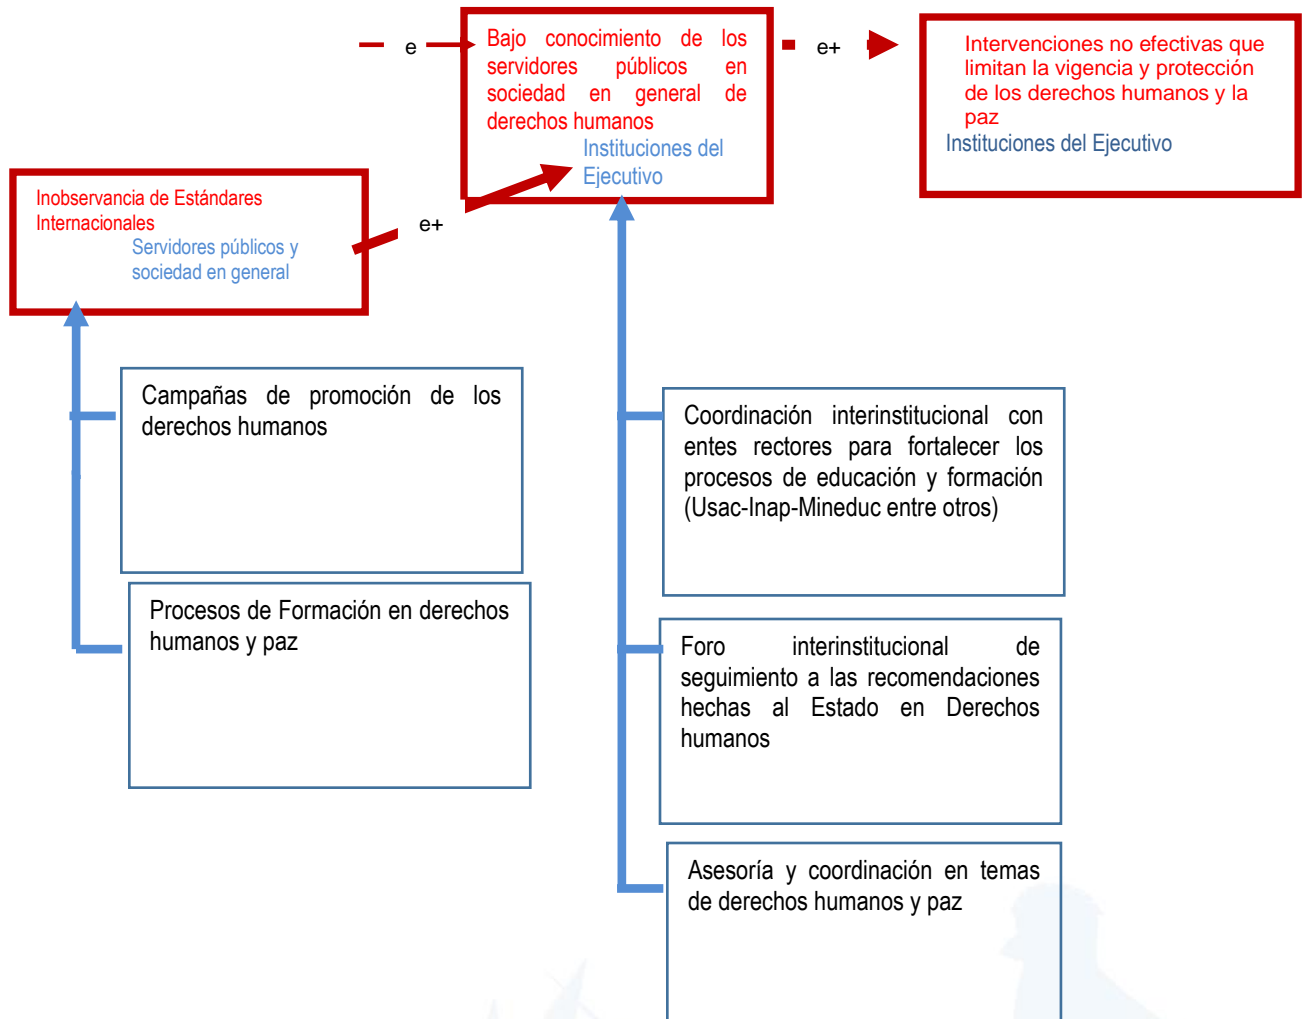 e
Bajo conocimiento de los
servidores públicos en
sociedad en general de
derechos humanos
Instituciones del
Ejecutivo
e+
Intervenciones no efectivas que
limitan la vigencia y protección
de los derechos humanos y la
paz
Instituciones del Ejecutivo
Inobservancia de Estándares
Internacionales
Servidores públicos y
sociedad en general
e+
Campañas de promoción de los
derechos humanos
Procesos de Formación en derechos
humanos y paz
Coordinación interinstitucional con
entes rectores para fortalecer los
procesos de educación y formación
(Usac-Inap-Mineduc entre otros)
Foro interinstitucional de
seguimiento a las recomendaciones
hechas al Estado en Derechos
humanos
Asesoría y coordinación en temas
de derechos humanos y paz